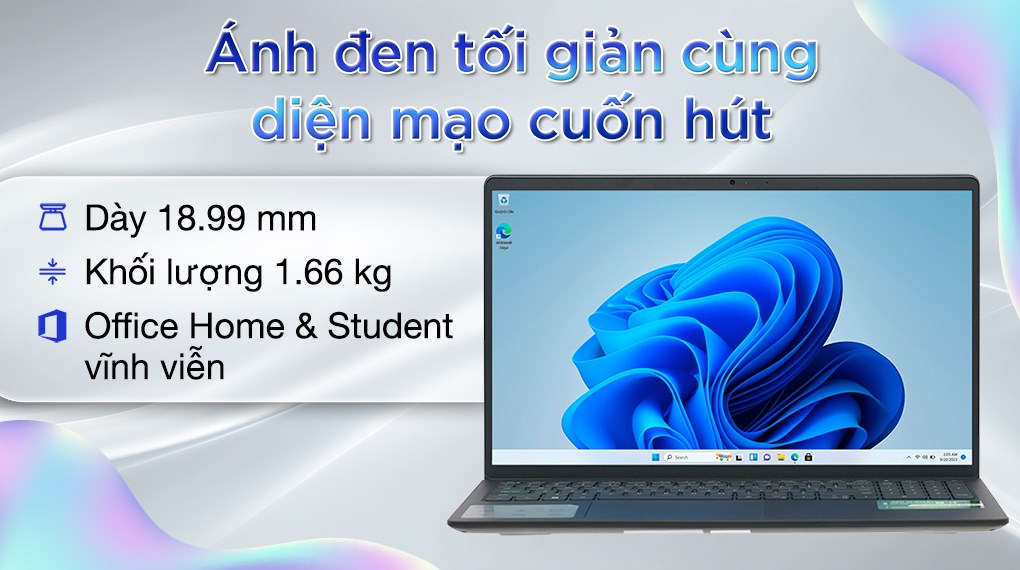 Ánh đen tối giản cùng
diện mạo cuốn hút
Dày 18.99 mm
Khối lượng 1.66 kg
Office Home & Student
vĩnh viễn
Search